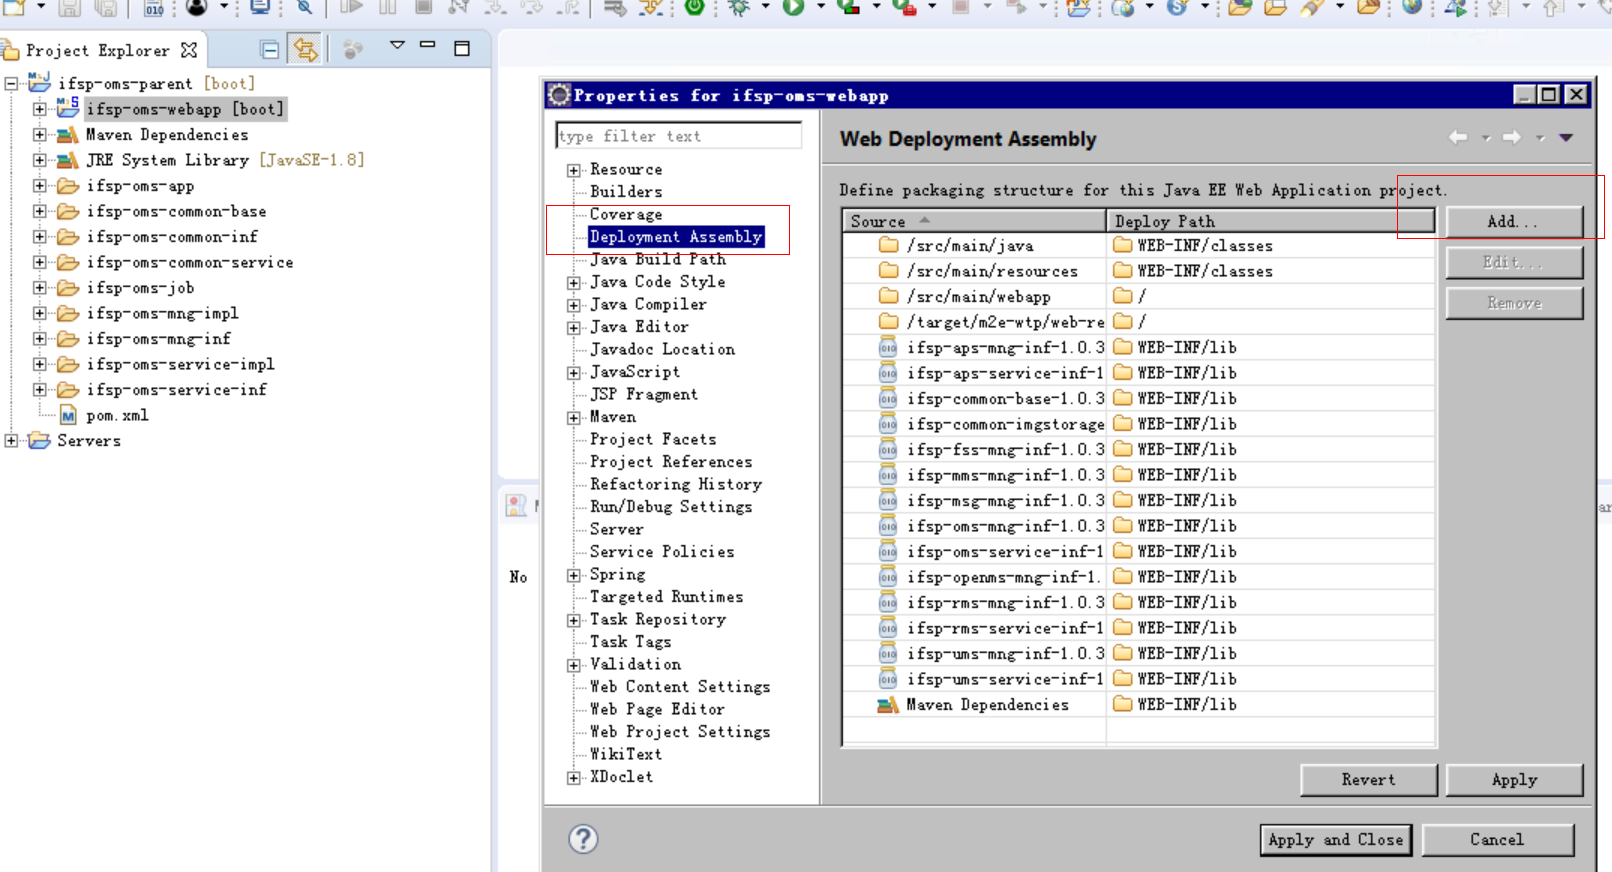 Project Explorer
ifsp-oms-parent [boot]
ifsp-oms-webapp [boot]
Maven Dependencies
JRE System Library [JavaSE-1.8]
ifsp-oms-app
ifsp-oms-common-base
ifsp-oms-common-inf
ifsp-oms-common-service
ifsp-oms-job
ifsp-oms-mng-impl
ifsp-oms-mng-inf
ifsp-oms-service-impl
ifsp-oms-service-inf
pom.xml
Servers
No
Properties for ifsp-oms-webapp
type filter text
Resource
Builders
Coverage
Deployment Assembly
Java Build Path
Java Code Style
Java Compiler
Java Editor
Javadoc Location
JavaScript
JSP Fragment
Maven
Project Facets
Project References
Refactoring History
Run/Debug Settings
Server
Service Policies
Spring
Targeted Runtimes
Task Repository
Task Tags
Validation
Web Content Settings
Web Page Editor
Web Project Settings
WikiText
XDoclet
Web Deployment Assembly
Define packaging structure for this Java EE Web Application project.
Source Deploy Path
/src/main/java WEB-INF/classes
/src/main/resources WEB-INF/classes
/src/main/webapp /
/target/m2e-wtp/web-re /
ifsp-aps-mng-inf-1.0.3 WEB-INF/lib
ifsp-aps-service-inf-1 WEB-INF/lib
ifsp-common-base-1.0.3 WEB-INF/lib
ifsp-common-imgstorage WEB-INF/lib
ifsp-fss-mng-inf-1.0.3 WEB-INF/lib
ifsp-mms-mng-inf-1.0.3 WEB-INF/lib
ifsp-msg-mng-inf-1.0.3 WEB-INF/lib
ifsp-oms-mng-inf-1.0.3 WEB-INF/lib
ifsp-oms-service-inf-1 WEB-INF/lib
ifsp-openms-mng-inf-1. WEB-INF/lib
ifsp-rms-mng-inf-1.0.3 WEB-INF/lib
ifsp-rms-service-inf-1 WEB-INF/lib
ifsp-ums-mng-inf-1.0.3 WEB-INF/lib
ifsp-ums-service-inf-1 WEB-INF/lib
Maven Dependencies WEB-INF/lib
Add...
Edit...
Remove
Revert
Apply
Apply and Close
Cancel